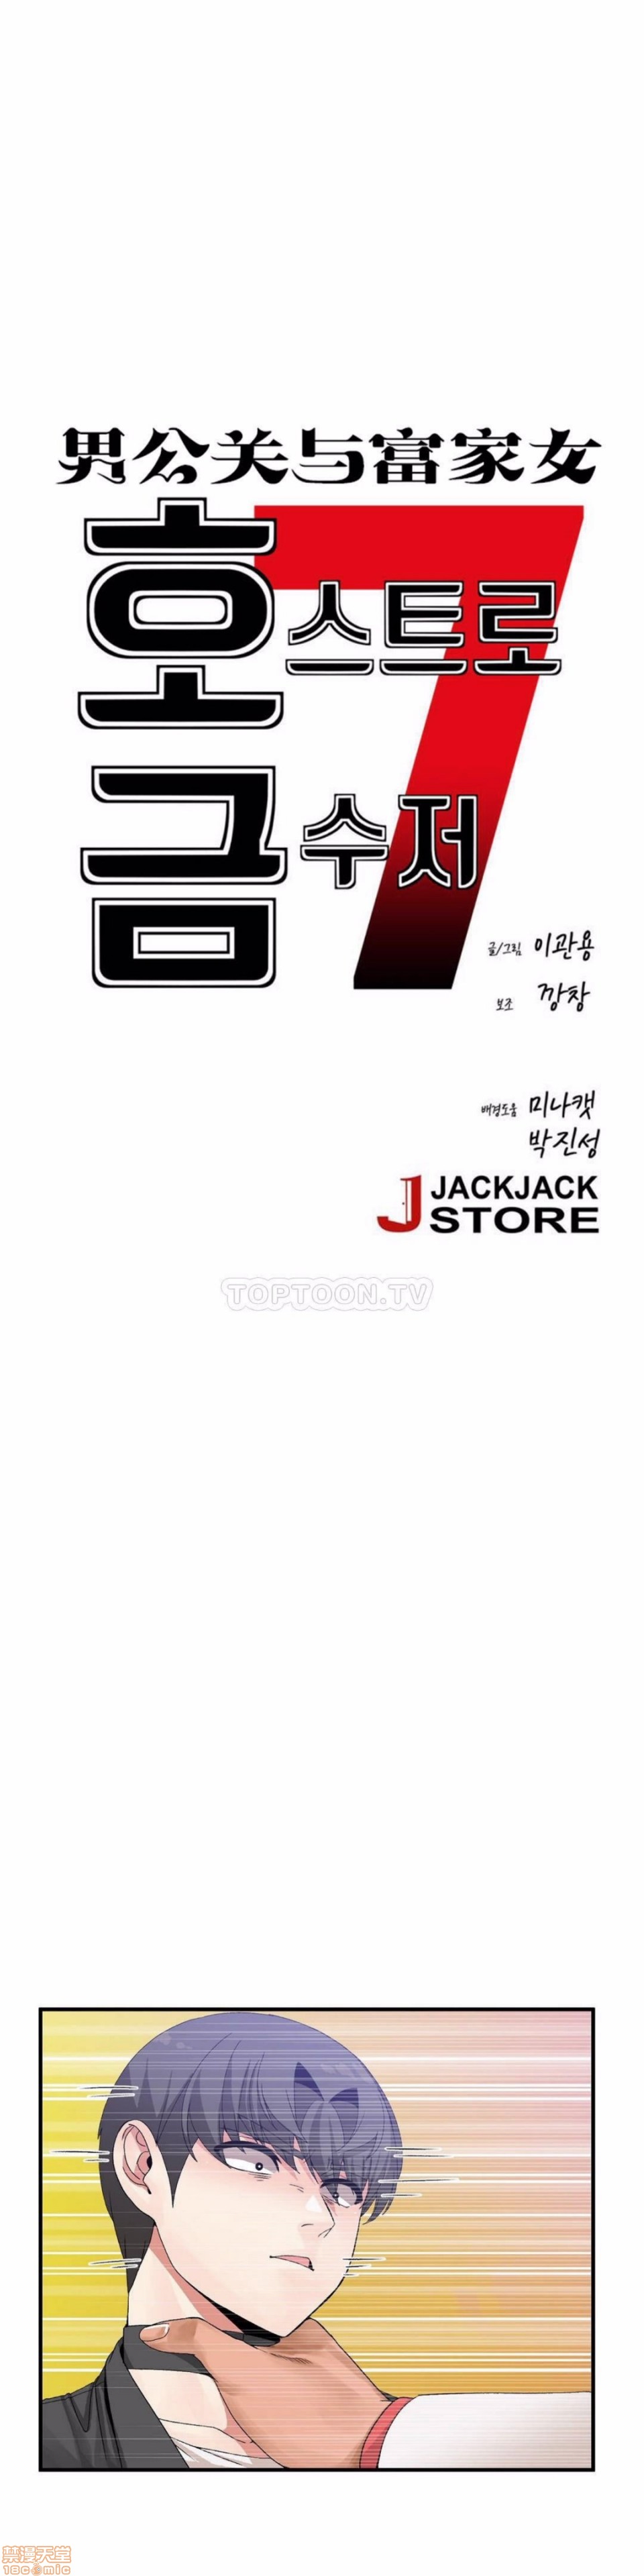 男公关与富家女
호스트로
금수저
7
글/그림 이관용
보조 깡창
배경도움 미나캣
박진성
JACKJACK
STORE
TOPTOON.TV
禁漫天堂
18comic